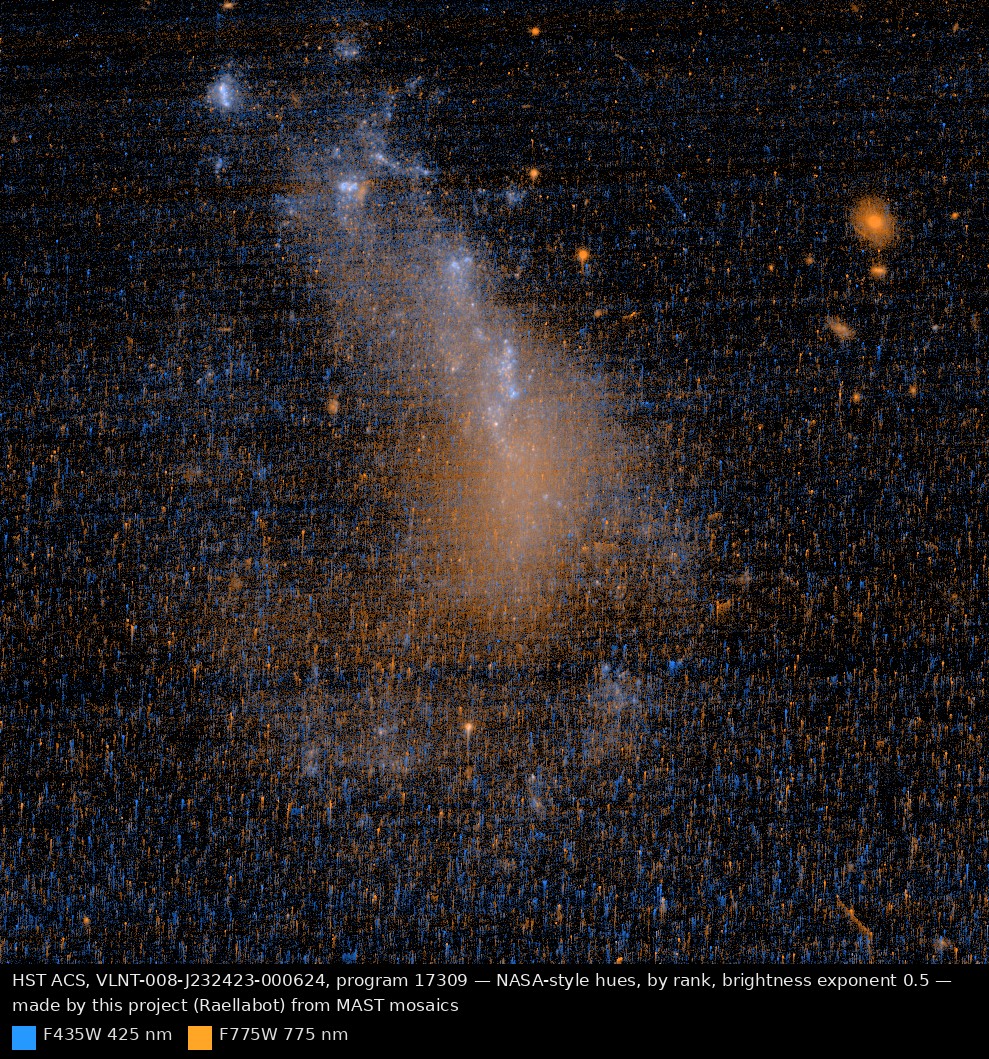 HST ACS, VLNT-008-J232423-000624, program 17309 — NASA-style hues, by rank, brightness exponent 0.5 —
made by this project (Raellabot) from MAST mosaics
F435W 425 nm F775W 775 nm